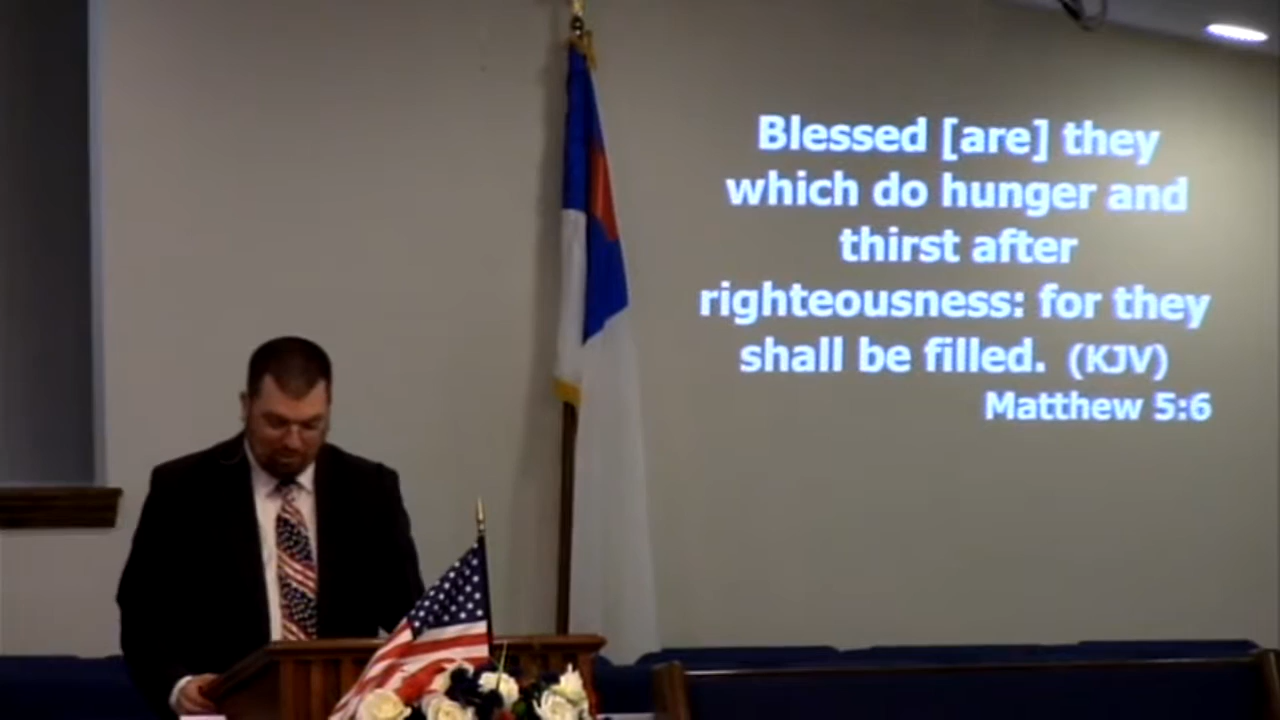 Blessed [are] they
which do hunger and
thirst after
righteousness: for they
shall be filled. (KJV)
Matthew 5:6